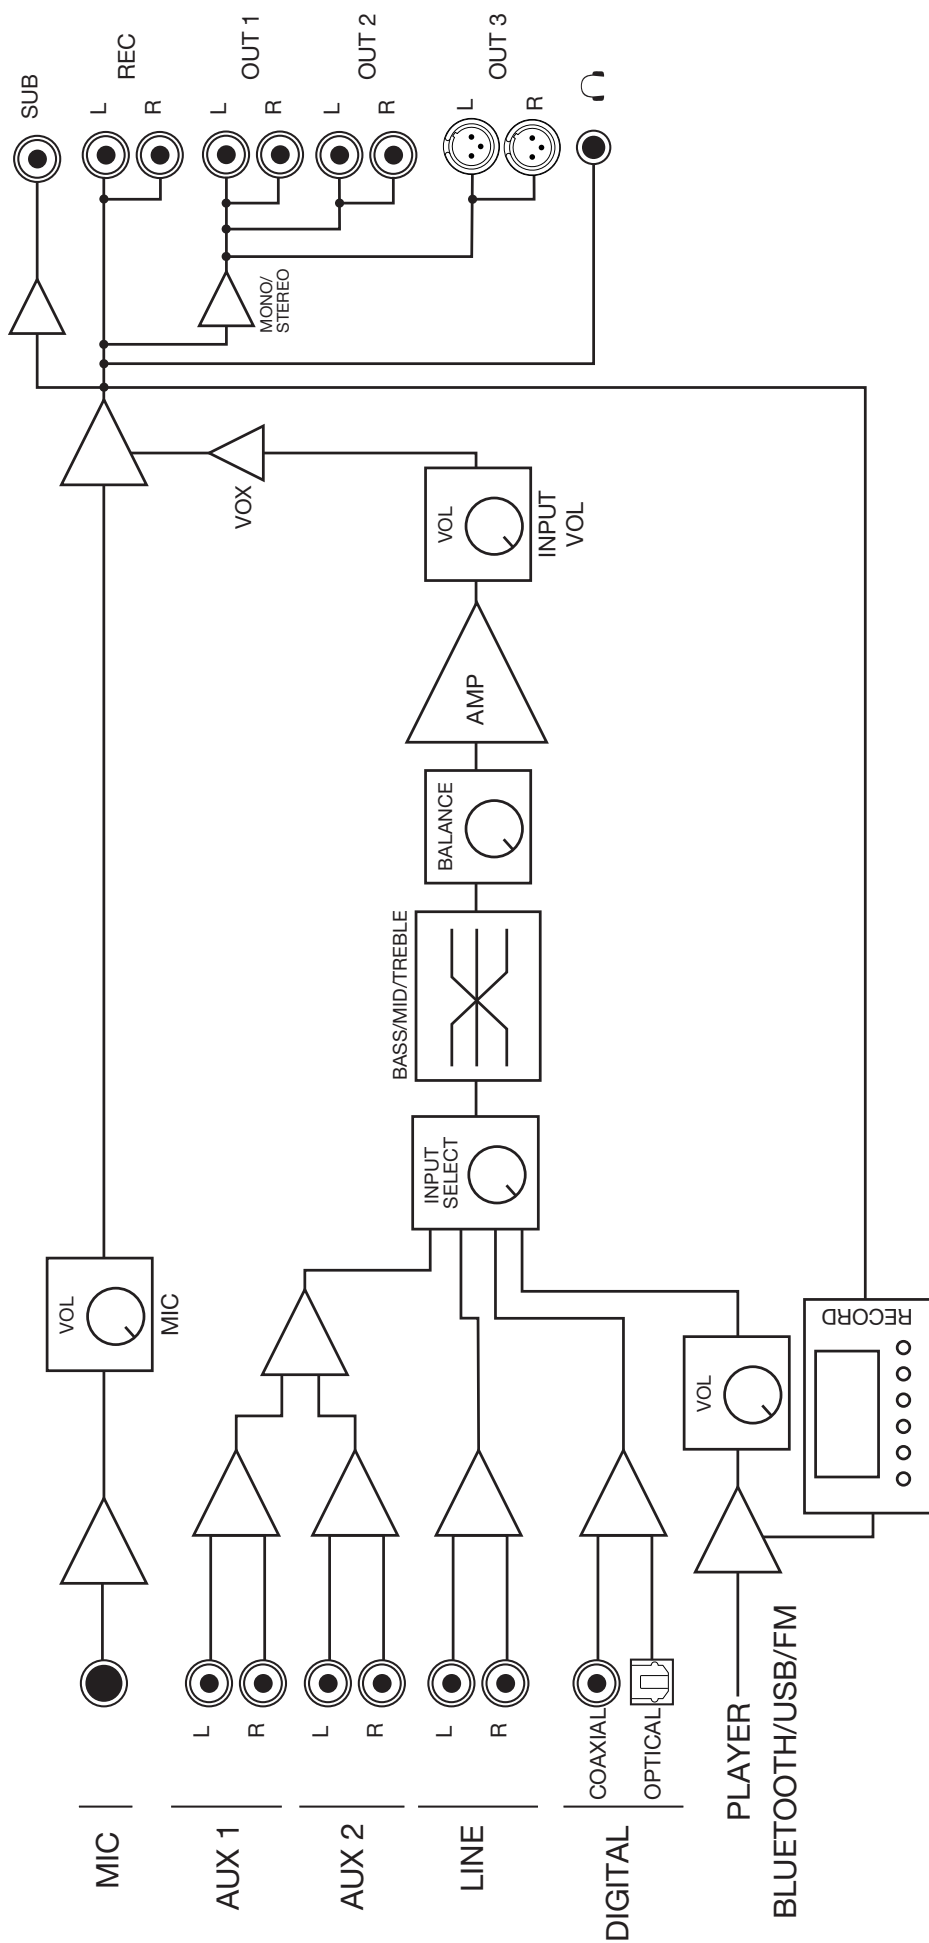 MIC
AUX 1
L
R
AUX 2
L
R
LINE
L
R
DIGITAL
COAXIAL
OPTICAL
PLAYER
BLUETOOTH/USB/FM
VOL
MIC
VOL
RECORD
INPUT
SELECT
BASS/MID/TREBLE
BALANCE
AMP
VOL
INPUT
VOL
VOX
MONO/
STEREO
SUB
L
R
REC
L
R
OUT 1
L
R
OUT 2
L
R
OUT 3